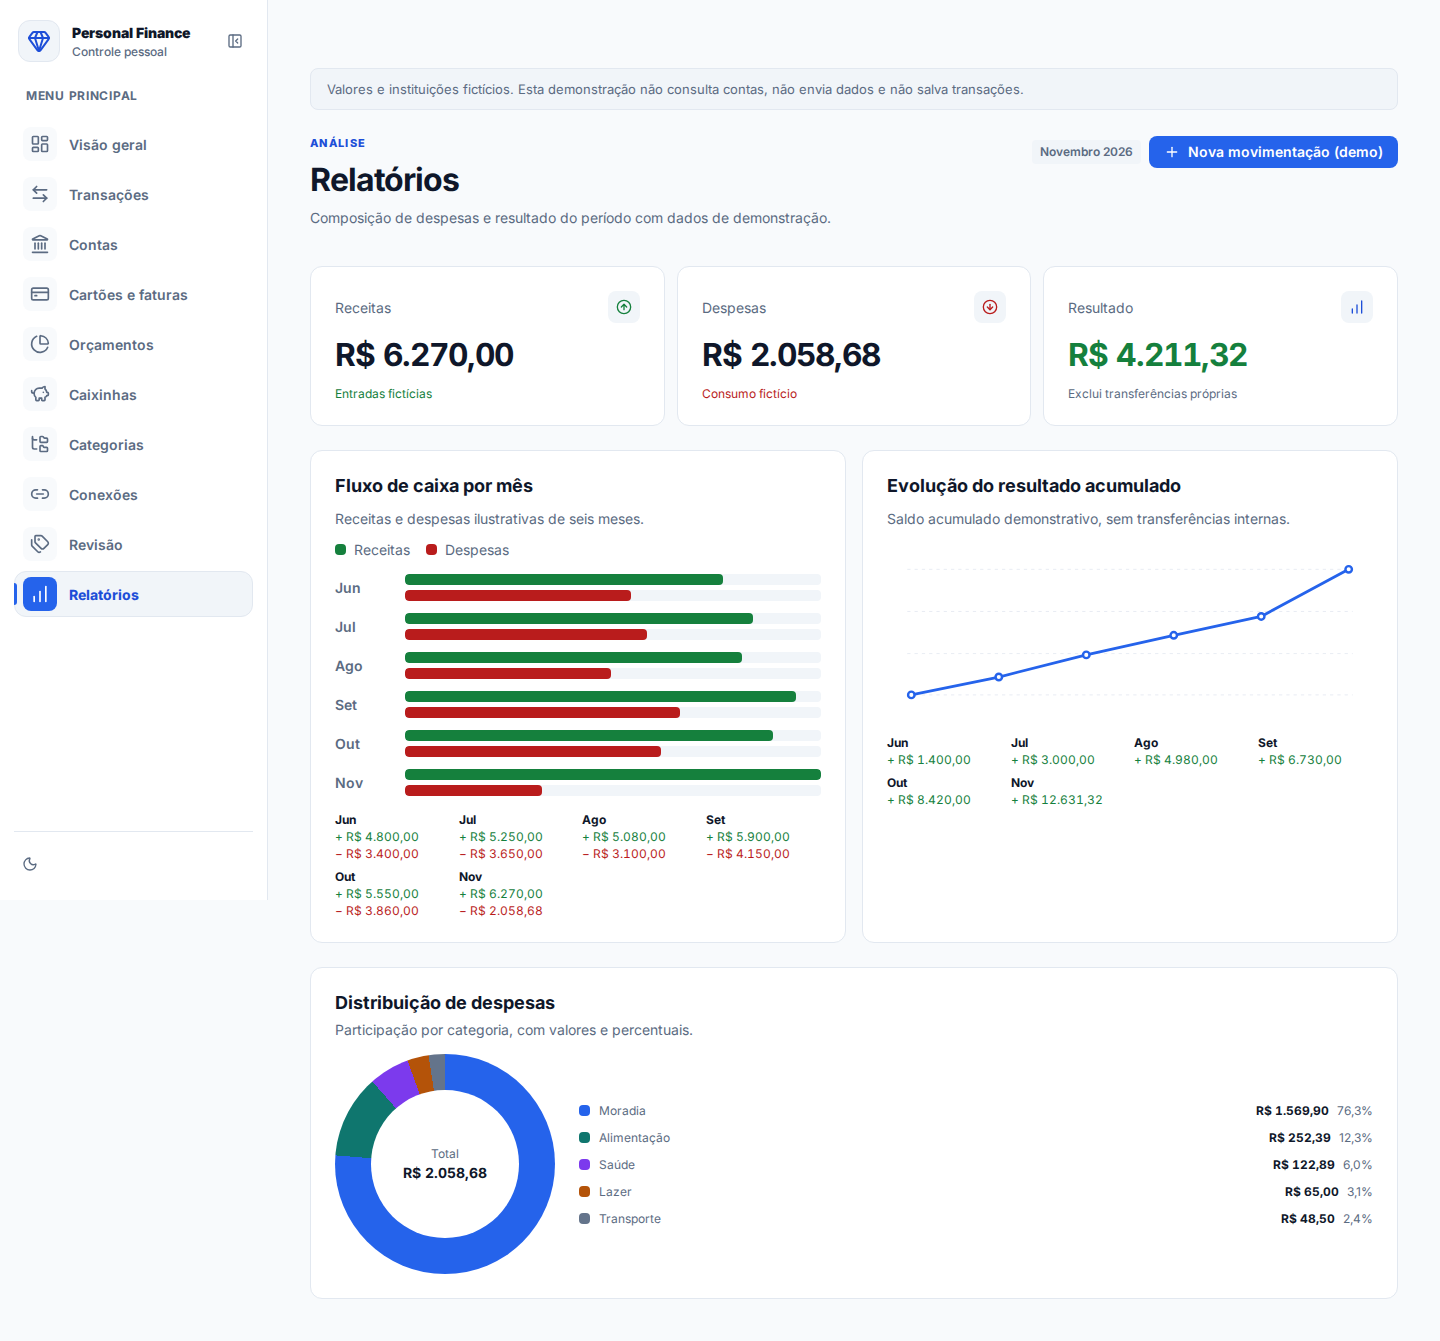 Personal Finance
Controle pessoal
MENU PRINCIPAL
Visão geral
Transações
Contas
Cartões e faturas
Orçamentos
Caixinhas
Categorias
Conexões
Revisão
Relatórios
Valores e instituições fictícios. Esta demonstração não consulta contas, não envia dados e não salva transações.
ANÁLISE
Relatórios
Composição de despesas e resultado do período com dados de demonstração.
Novembro 2026
Nova movimentação (demo)
Receitas
R$ 6.270,00
Entradas fictícias
Despesas
R$ 2.058,68
Consumo fictício
Resultado
R$ 4.211,32
Exclui transferências próprias
Fluxo de caixa por mês
Receitas e despesas ilustrativas de seis meses.
Receitas Despesas
Jun
Jul
Ago
Set
Out
Nov
Jun Jul Ago Set
+ R$ 4.800,00 + R$ 5.250,00 + R$ 5.080,00 + R$ 5.900,00
− R$ 3.400,00 − R$ 3.650,00 − R$ 3.100,00 − R$ 4.150,00
Out Nov
+ R$ 5.550,00 + R$ 6.270,00
− R$ 3.860,00 − R$ 2.058,68
Evolução do resultado acumulado
Saldo acumulado demonstrativo, sem transferências internas.
Jun Jul Ago Set
+ R$ 1.400,00 + R$ 3.000,00 + R$ 4.980,00 + R$ 6.730,00
Out Nov
+ R$ 8.420,00 + R$ 12.631,32
Distribuição de despesas
Participação por categoria, com valores e percentuais.
Total
R$ 2.058,68
Moradia R$ 1.569,90 76,3%
Alimentação R$ 252,39 12,3%
Saúde R$ 122,89 6,0%
Lazer R$ 65,00 3,1%
Transporte R$ 48,50 2,4%